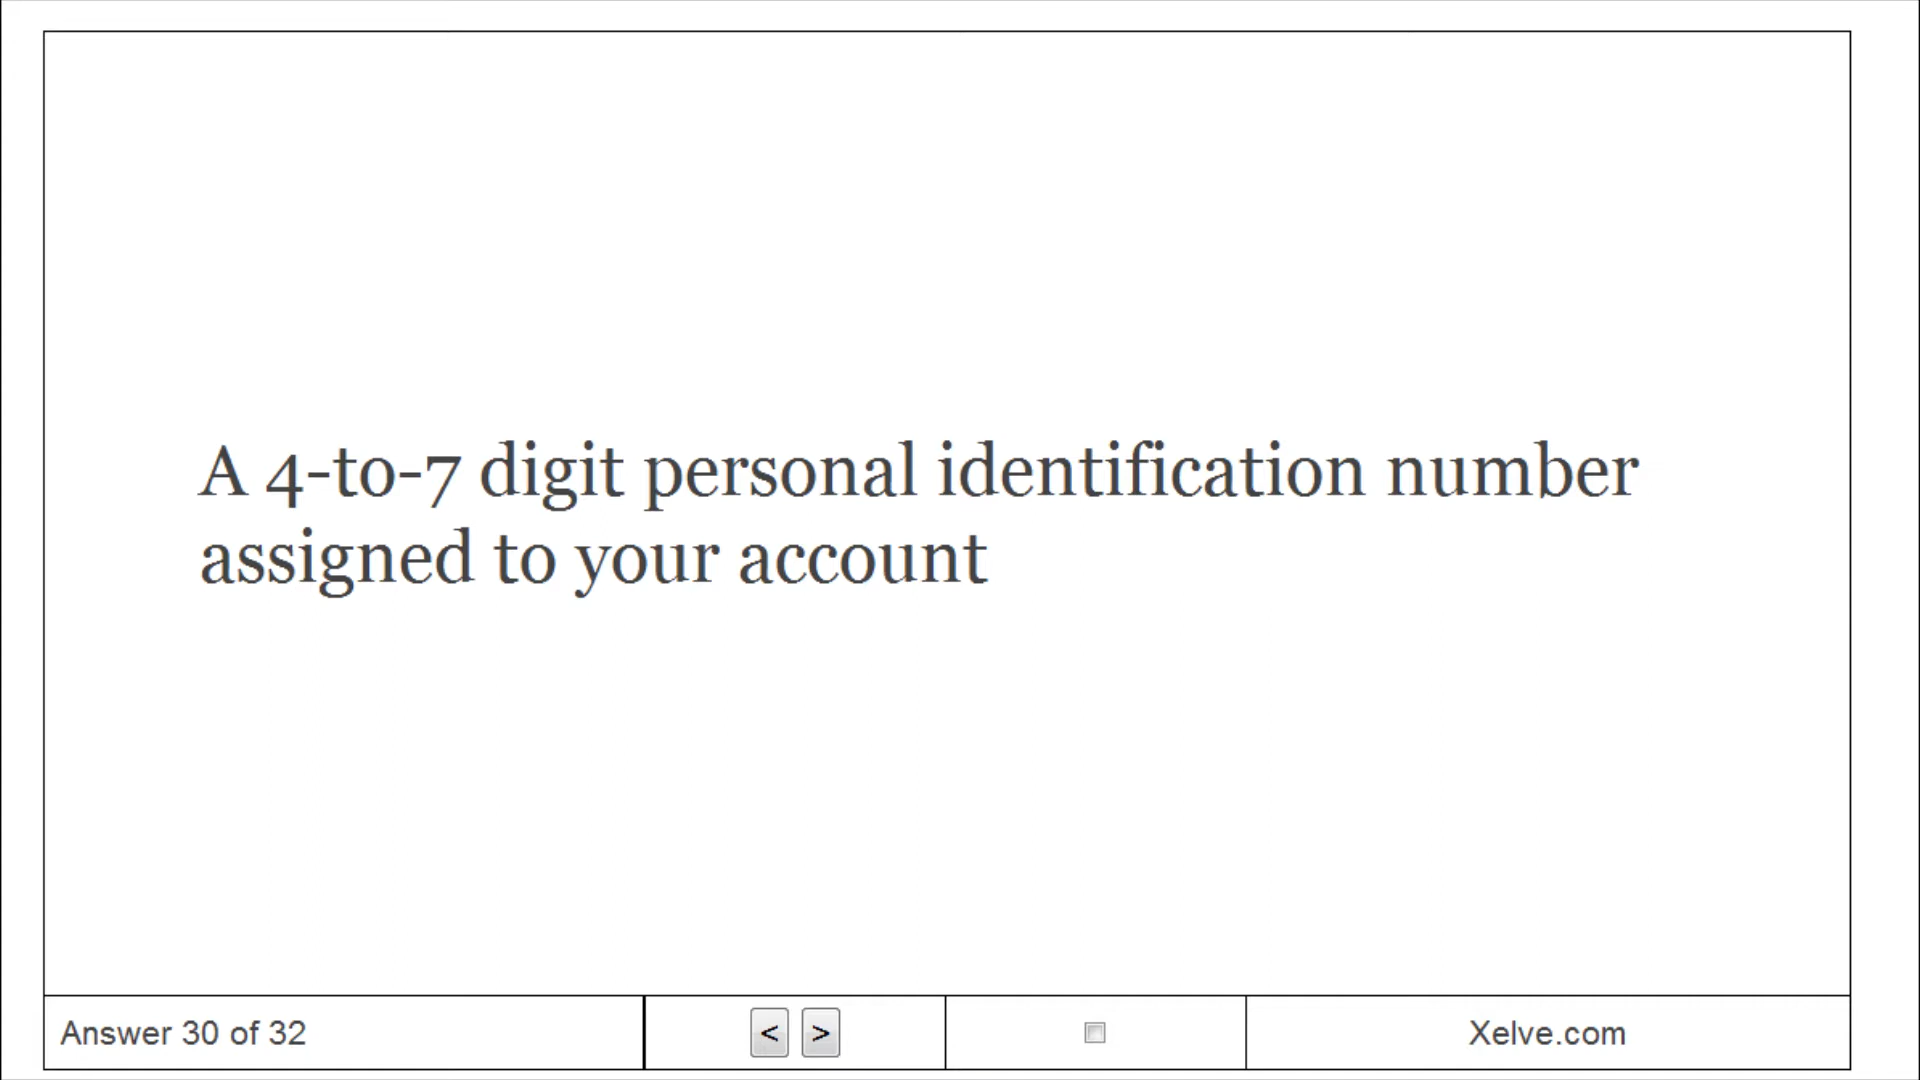 A 4-to-7 digit personal identification number
assigned to your account
Answer 30 of 32
< >
Xelve.com